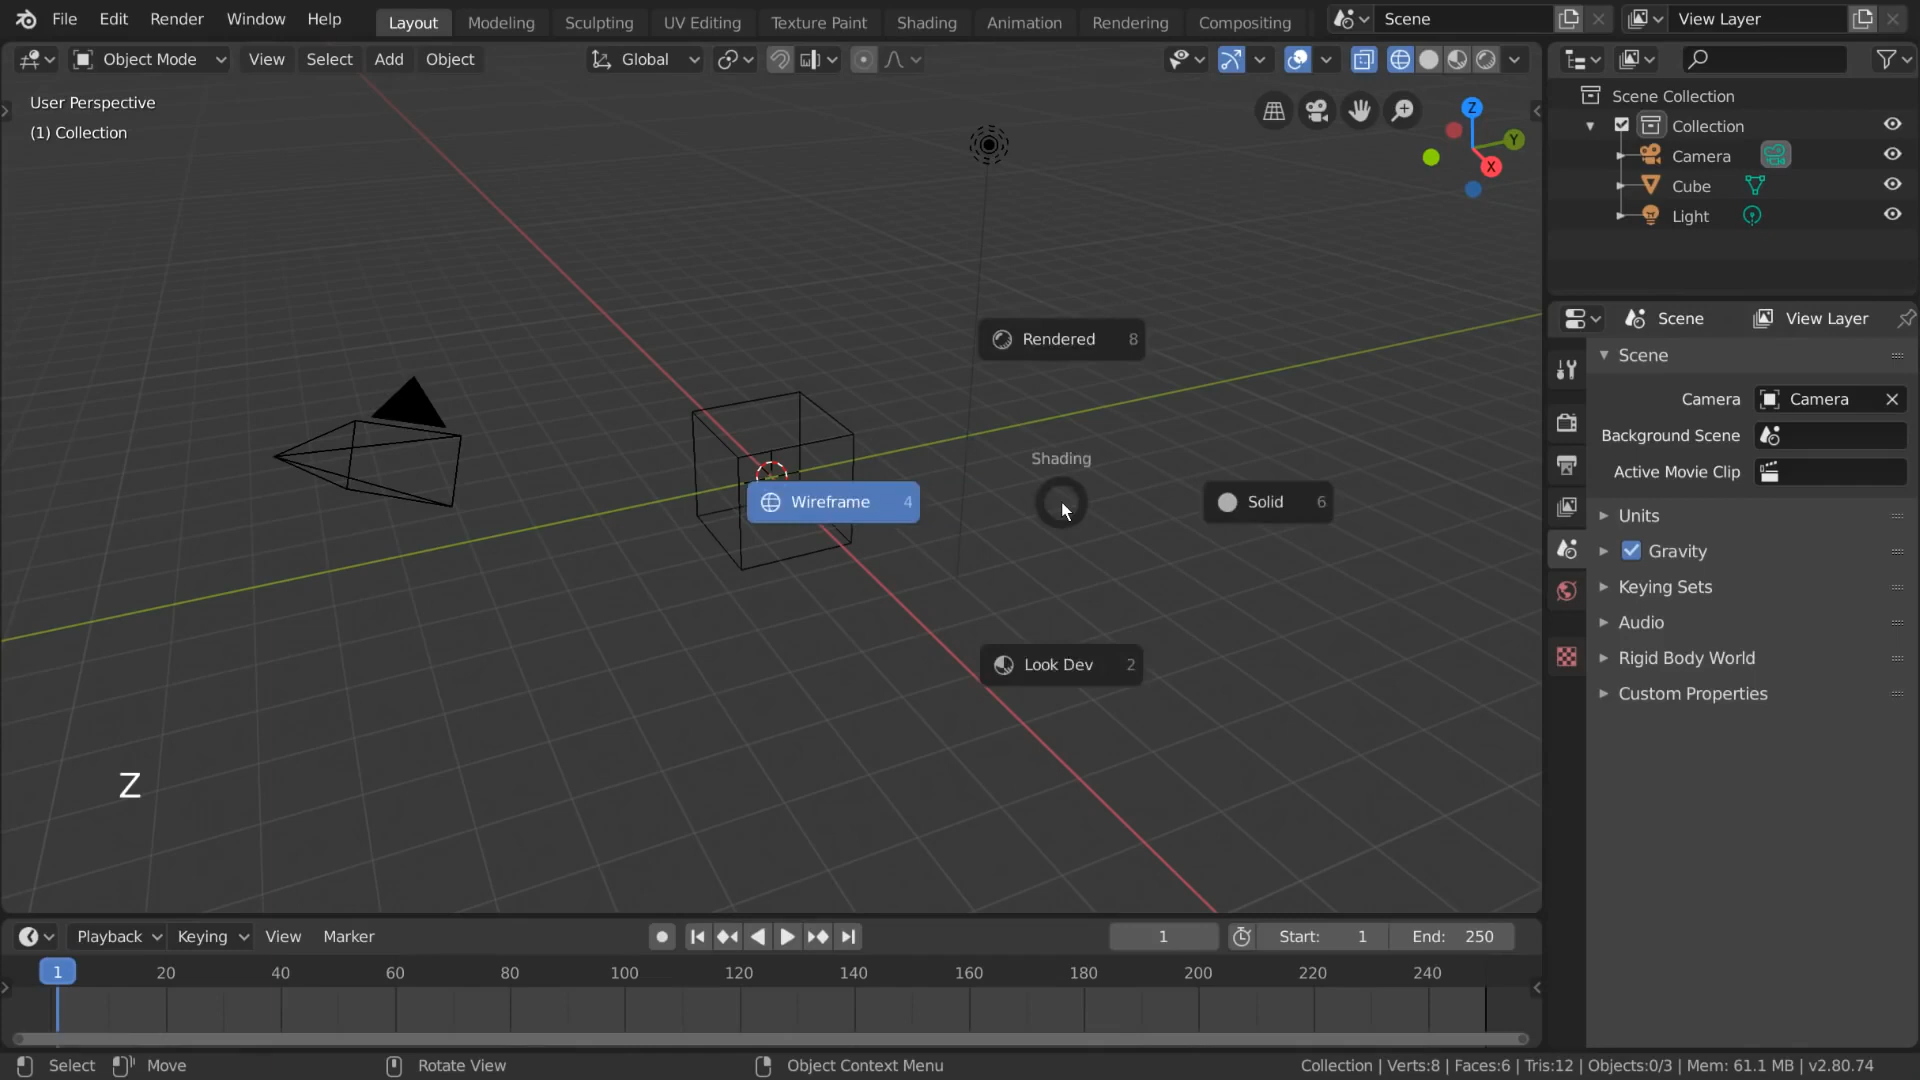 File Edit Render Window Help Layout Modeling Sculpting UV Editing Texture Paint Shading Animation Rendering Compositing Scene View Layer
Object Mode View Select Add Object Global
User Perspective
(1) Collection
Z
Y
X
Scene Collection
Collection
Camera
Cube
Light
Rendered 8
Shading
Wireframe 4
Solid 6
Look Dev 2
Z
Scene View Layer
Scene
Camera Camera
Background Scene
Active Movie Clip
Units
Gravity
Keying Sets
Audio
Rigid Body World
Custom Properties
Playback Keying View Marker 1 Start: 1 End: 250
1 20 40 60 80 100 120 140 160 180 200 220 240
Select Move Rotate View Object Context Menu Collection | Verts:8 | Faces:6 | Tris:12 | Objects:0/3 | Mem: 61.1 MB | v2.80.74